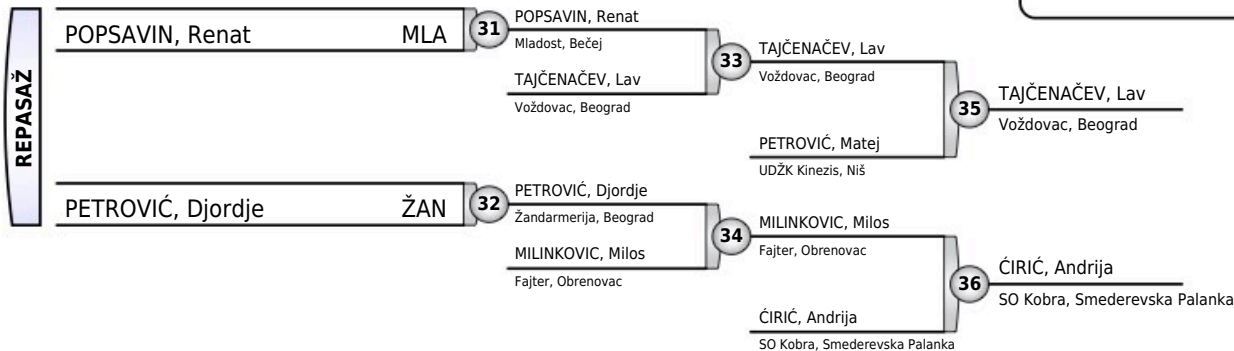 REPASAŽ
POPSAVIN, Renat MLA
31
POPSAVIN, Renat
Mladost, Bečej
TAJČENAČEV, Lav
Voždovac, Beograd
33
TAJČENAČEV, Lav
Voždovac, Beograd
PETROVIĆ, Matej
UDŽK Kinezis, Niš
35
TAJČENAČEV, Lav
Voždovac, Beograd
PETROVIĆ, Djordje ŽAN
32
PETROVIĆ, Djordje
Žandarmerija, Beograd
MILINKOVIC, Milos
Fajter, Obrenovac
34
MILINKOVIC, Milos
Fajter, Obrenovac
ĆIRIĆ, Andrija
SO Kobra, Smederevska Palanka
36
ĆIRIĆ, Andrija
SO Kobra, Smederevska Palanka